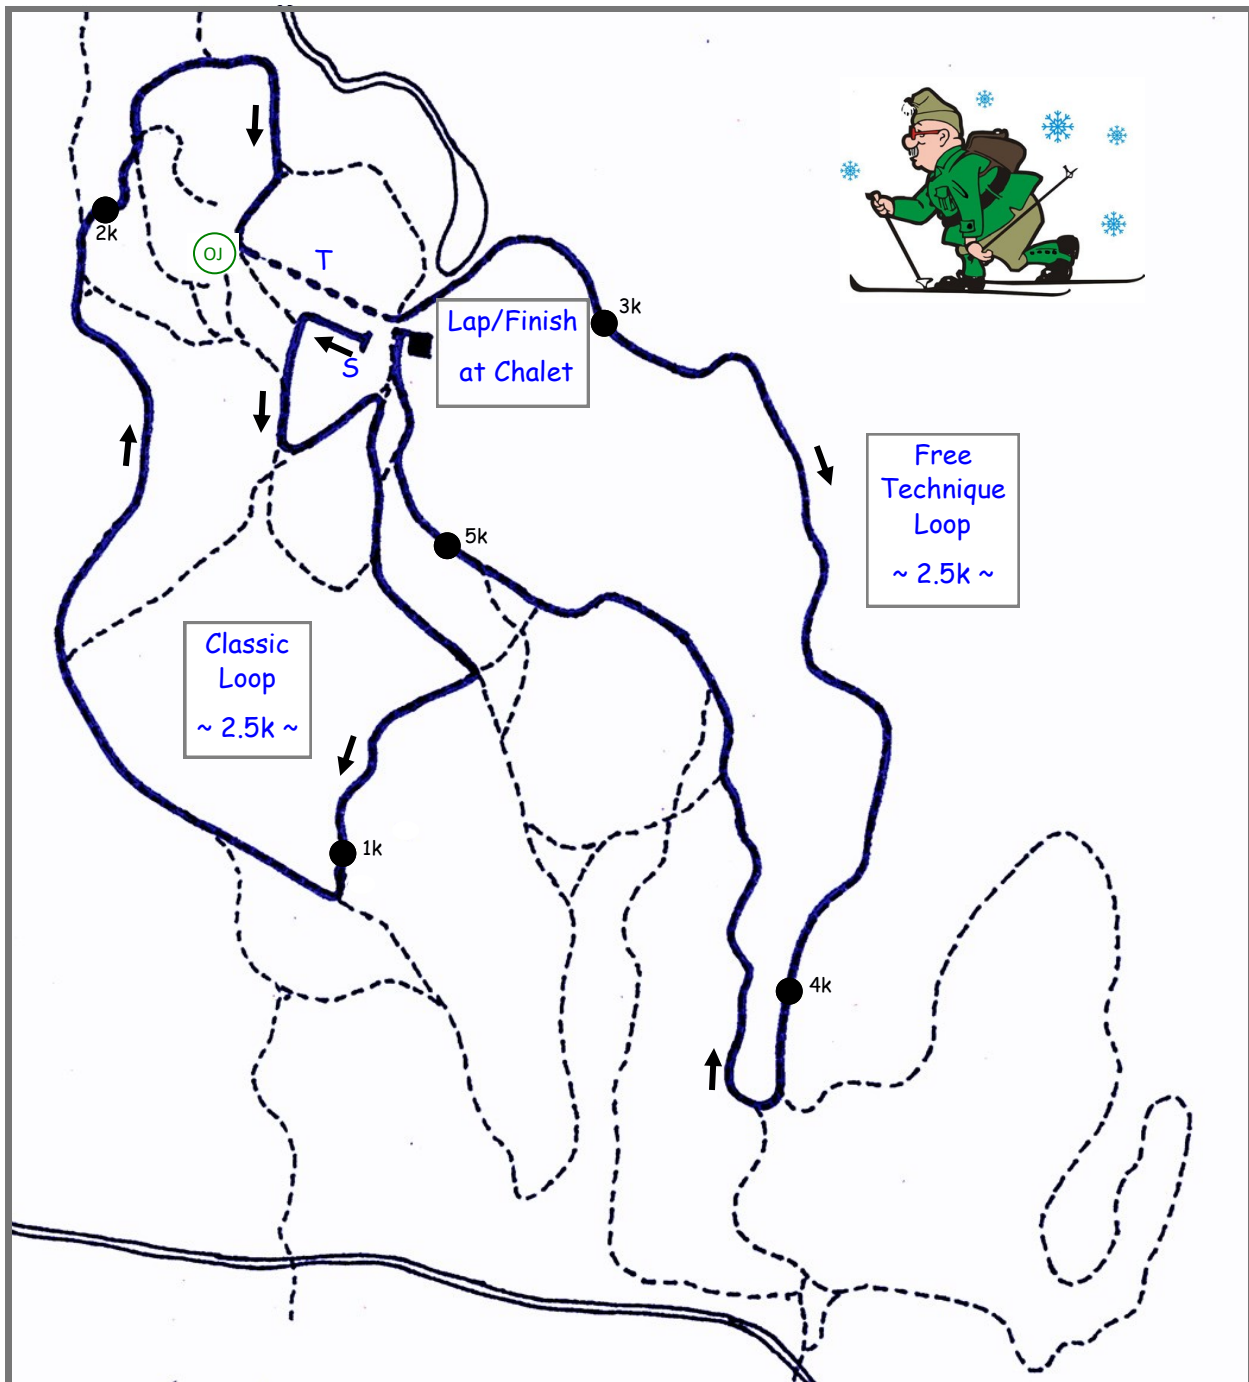 2k
OJ
T
Lap/Finish
at Chalet
3k
S
Free
Technique
Loop
~ 2.5k ~
5k
Classic
Loop
~ 2.5k ~
1k
4k